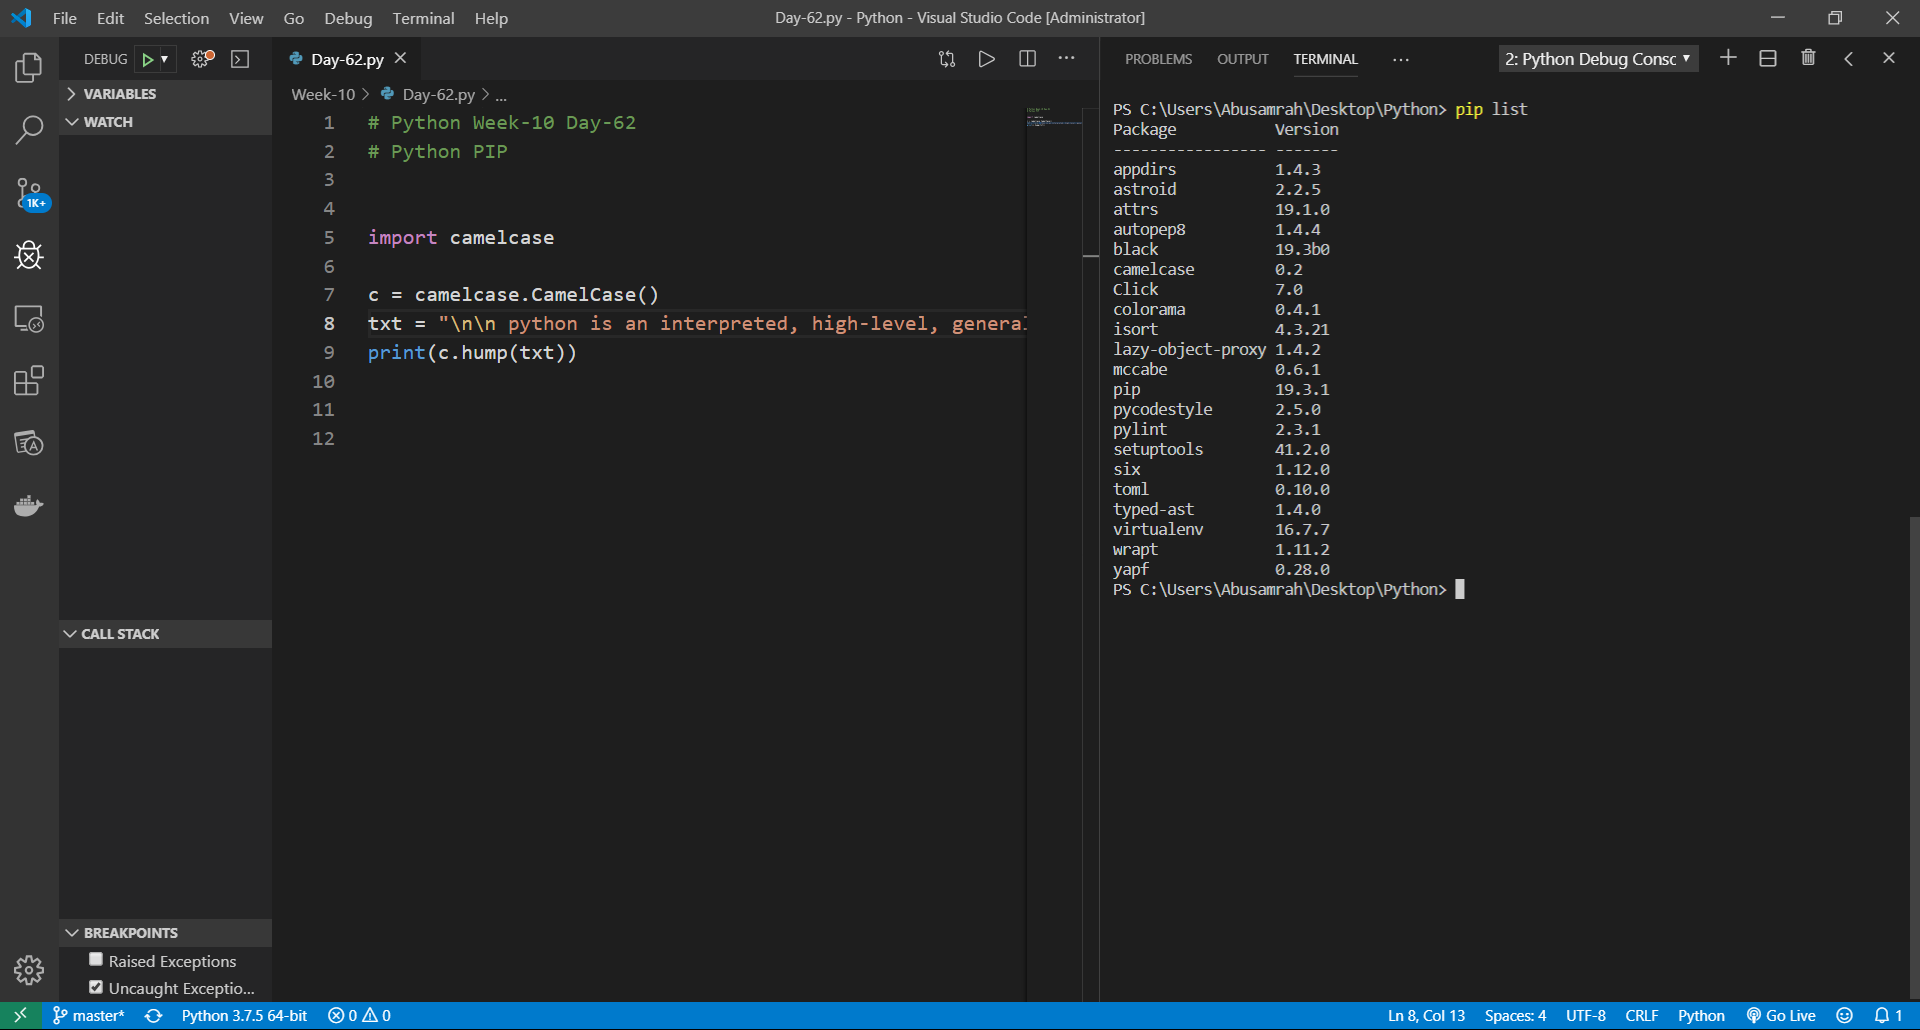 File Edit Selection View Go Debug Terminal Help
Day-62.py - Python - Visual Studio Code [Administrator]
DEBUG
VARIABLES
WATCH
CALL STACK
BREAKPOINTS
Raised Exceptions
Uncaught Exceptio...
1K+
Day-62.py
Week-10 > Day-62.py > ...
1 # Python Week-10 Day-62
2 # Python PIP
3
4
5 import camelcase
6
7 c = camelcase.CamelCase()
8 txt = "\n\n python is an interpreted, high-level, general
9 print(c.hump(txt))
10
11
12
PROBLEMS OUTPUT TERMINAL ...
2: Python Debug Consc
PS C:\Users\Abusamrah\Desktop\Python> pip list
Package Version
----------------- -------
appdirs 1.4.3
astroid 2.2.5
attrs 19.1.0
autopep8 1.4.4
black 19.3b0
camelcase 0.2
Click 7.0
colorama 0.4.1
isort 4.3.21
lazy-object-proxy 1.4.2
mccabe 0.6.1
pip 19.3.1
pycodestyle 2.5.0
pylint 2.3.1
setuptools 41.2.0
six 1.12.0
toml 0.10.0
typed-ast 1.4.0
virtualenv 16.7.7
wrapt 1.11.2
yapf 0.28.0
PS C:\Users\Abusamrah\Desktop\Python>
master* Python 3.7.5 64-bit 0 0
Ln 8, Col 13 Spaces: 4 UTF-8 CRLF Python Go Live 1